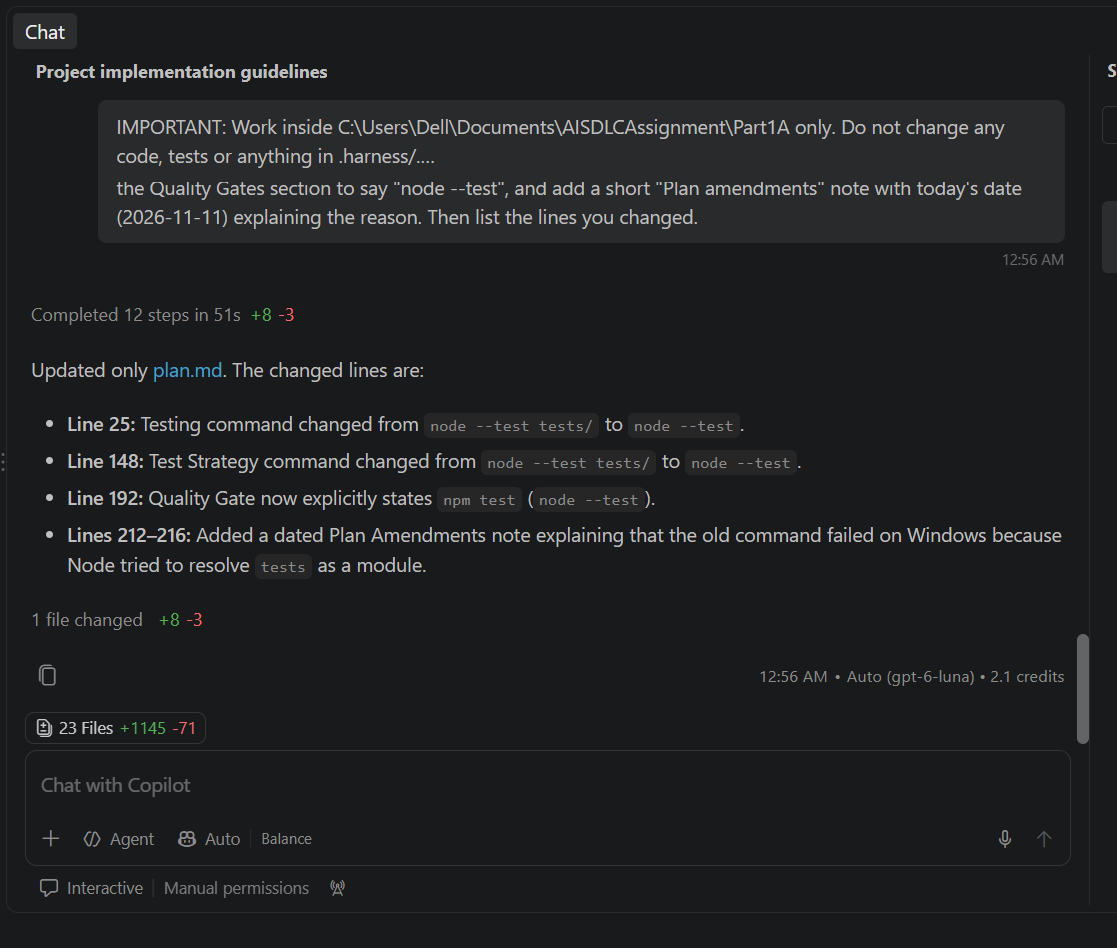 Chat
Project implementation guidelines
S
IMPORTANT: Work inside C:\Users\Dell\Documents\AISDLCAssignment\Part1A only. Do not change any
code, tests or anything in .harness/....
the Quality Gates section to say "node --test", and add a short "Plan amendments" note with today's date
(2026-11-11) explaining the reason. Then list the lines you changed.
12:56 AM
Completed 12 steps in 51s +8 -3
Updated only plan.md. The changed lines are:
• Line 25: Testing command changed from node --test tests/ to node --test.
• Line 148: Test Strategy command changed from node --test tests/ to node --test.
• Line 192: Quality Gate now explicitly states npm test (node --test).
• Lines 212–216: Added a dated Plan Amendments note explaining that the old command failed on Windows because
Node tried to resolve tests as a module.
1 file changed +8 -3
12:56 AM • Auto (gpt-6-luna) • 2.1 credits
23 Files +1145 -71
Chat with Copilot
Agent Auto Balance
Interactive Manual permissions